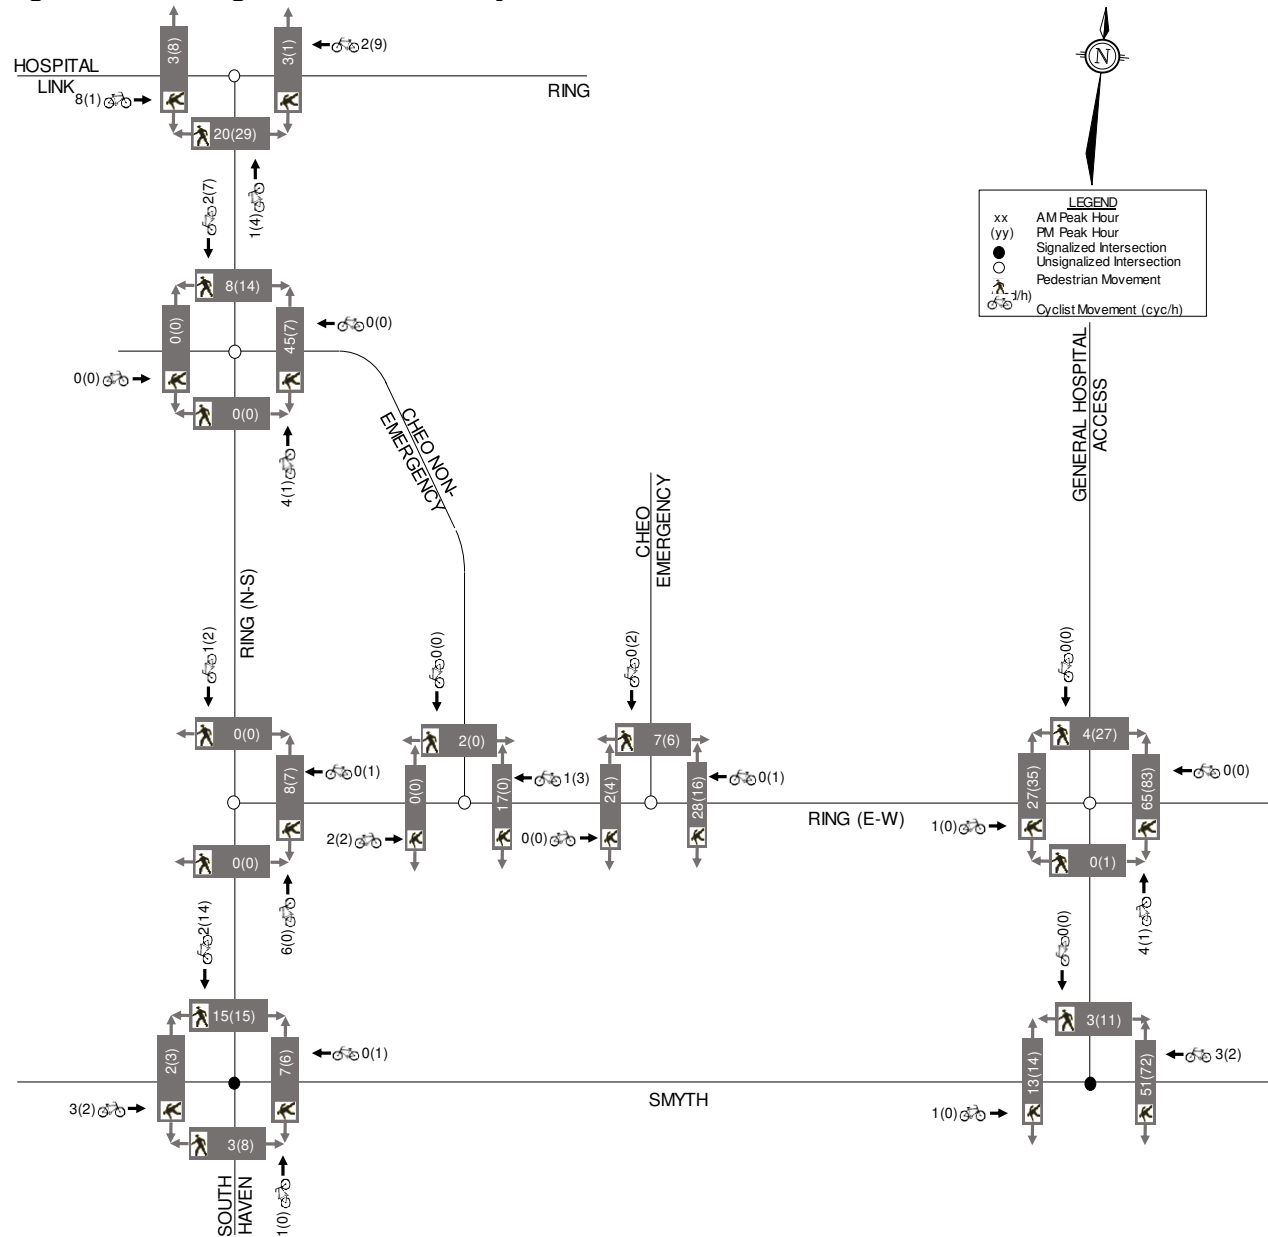 3(8)
3(1)
2(9)
HOSPITAL
LINK
RING
8(1)
20(29)
2(7)
1(4)
N
LEGEND
xx AM Peak Hour
(yy) PM Peak Hour
Signalized Intersection
Unsignalized Intersection
Pedestrian Movement
d/h)
Cyclist Movement (cyc/h)
8(14)
0(0)
45(7)
0(0)
0(0)
0(0)
4(1)
CHEO NON-
EMERGENCY
CHEO
EMERGENCY
GENERAL HOSPITAL
ACCESS
RING (N-S)
1(2)
0(0)
0(2)
0(0)
0(0)
8(7)
0(1)
0(0)
6(0)
2(0)
0(0)
17(0)
1(3)
2(2)
7(6)
2(4)
28(16)
0(1)
0(0)
RING (E-W)
4(27)
27(35)
65(83)
0(0)
1(0)
0(1)
4(1)
2(14)
0(0)
15(15)
2(3)
7(6)
0(1)
3(2)
3(8)
1(0)
SOUTH
HAVEN
SMYTH
3(11)
13(14)
51(72)
3(2)
1(0)